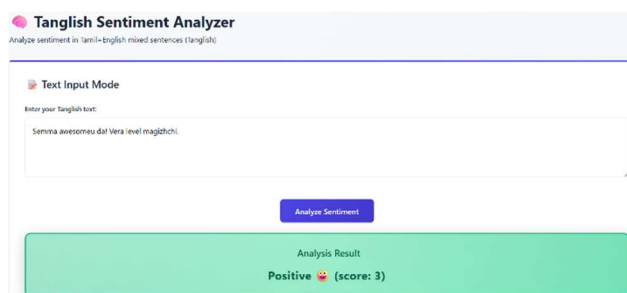 🧠 Tanglish Sentiment Analyzer
Analyze sentiment in Tamil+English mixed sentences (Tanglish)
📝 Text Input Mode
Enter your Tanglish text:
Semma awesomeu da! Vera level magizhchi.
Analyze Sentiment
Analysis Result
Positive 😀 (score: 3)